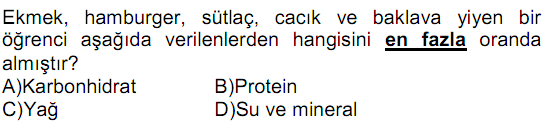 Ekmek, hamburger, sütlaç, cacık ve baklava yiyen bir
öğrenci aşağıda verilenlerden hangisini en fazla oranda
almıştır?
A)Karbonhidrat B)Protein
C)Yağ D)Su ve mineral